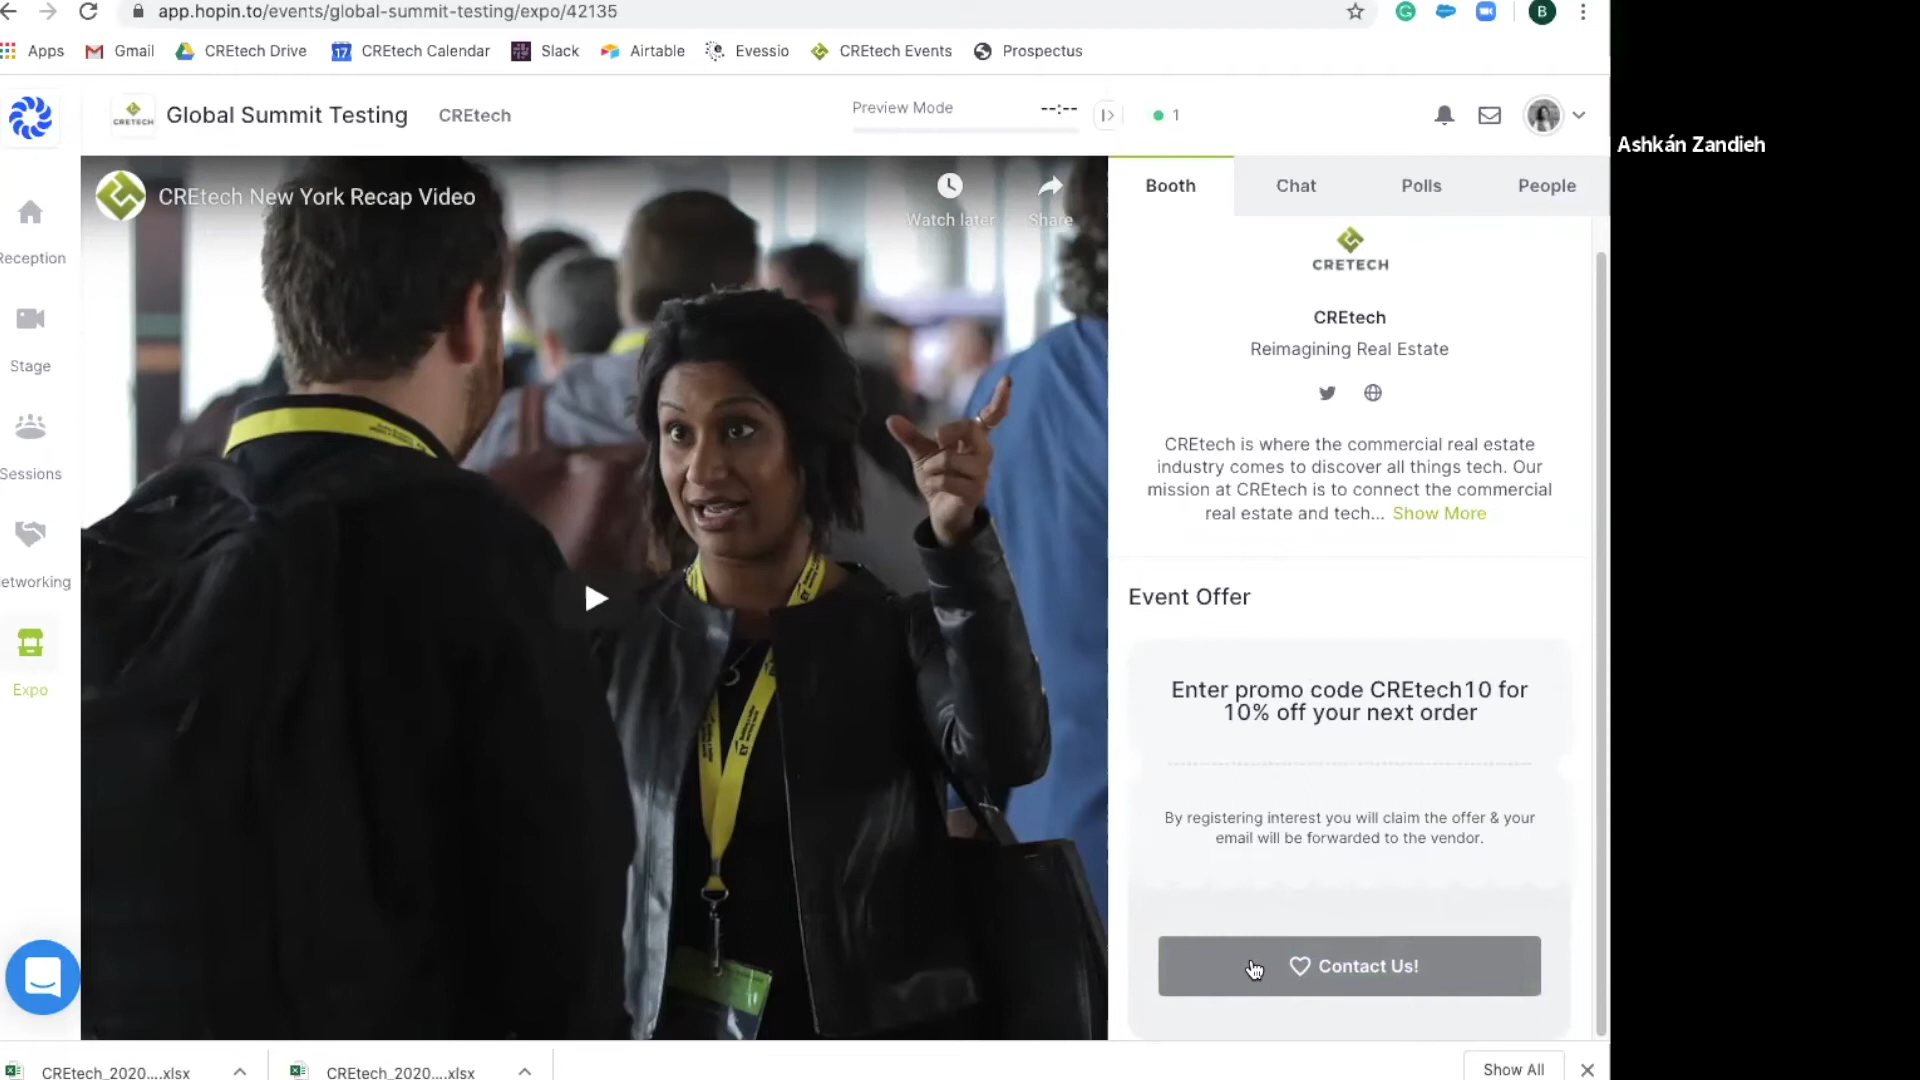 app.hopin.to/events/global-summit-testing/expo/42135
B
Apps
Gmail
CREtech Drive
17
CREtech Calendar
Slack
Airtable
Evessio
CREtech Events
Prospectus
CRETECH
Global Summit Testing
CREtech
Preview Mode
--:--
1
Ashkán Zandieh
CREtech New York Recap Video
Watch later
Share
Booth
Chat
Polls
People
Reception
Stage
Sessions
etworking
Expo
CRETECH
CREtech
Reimagining Real Estate
CREtech is where the commercial real estate
industry comes to discover all things tech. Our
mission at CREtech is to connect the commercial
real estate and tech... Show More
Event Offer
Enter promo code CREtech10 for
10% off your next order
By registering interest you will claim the offer & your
email will be forwarded to the vendor.
Contact Us!
EY
CREtech_2020....xlsx
CREtech_2020....xlsx
Show All